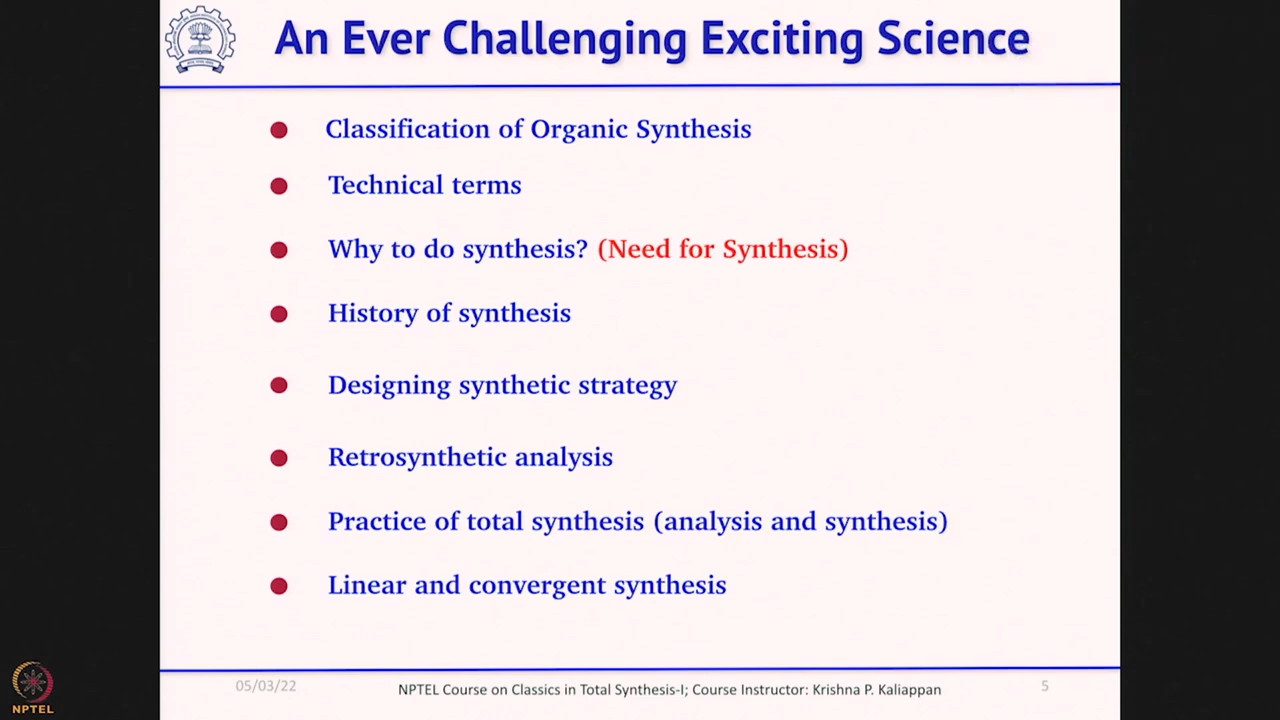 An Ever Challenging Exciting Science
Classification of Organic Synthesis
Technical terms
Why to do synthesis? (Need for Synthesis)
History of synthesis
Designing synthetic strategy
Retrosynthetic analysis
Practice of total synthesis (analysis and synthesis)
Linear and convergent synthesis
05/03/22
NPTEL Course on Classics in Total Synthesis-I; Course Instructor: Krishna P. Kaliappan
5
NPTEL